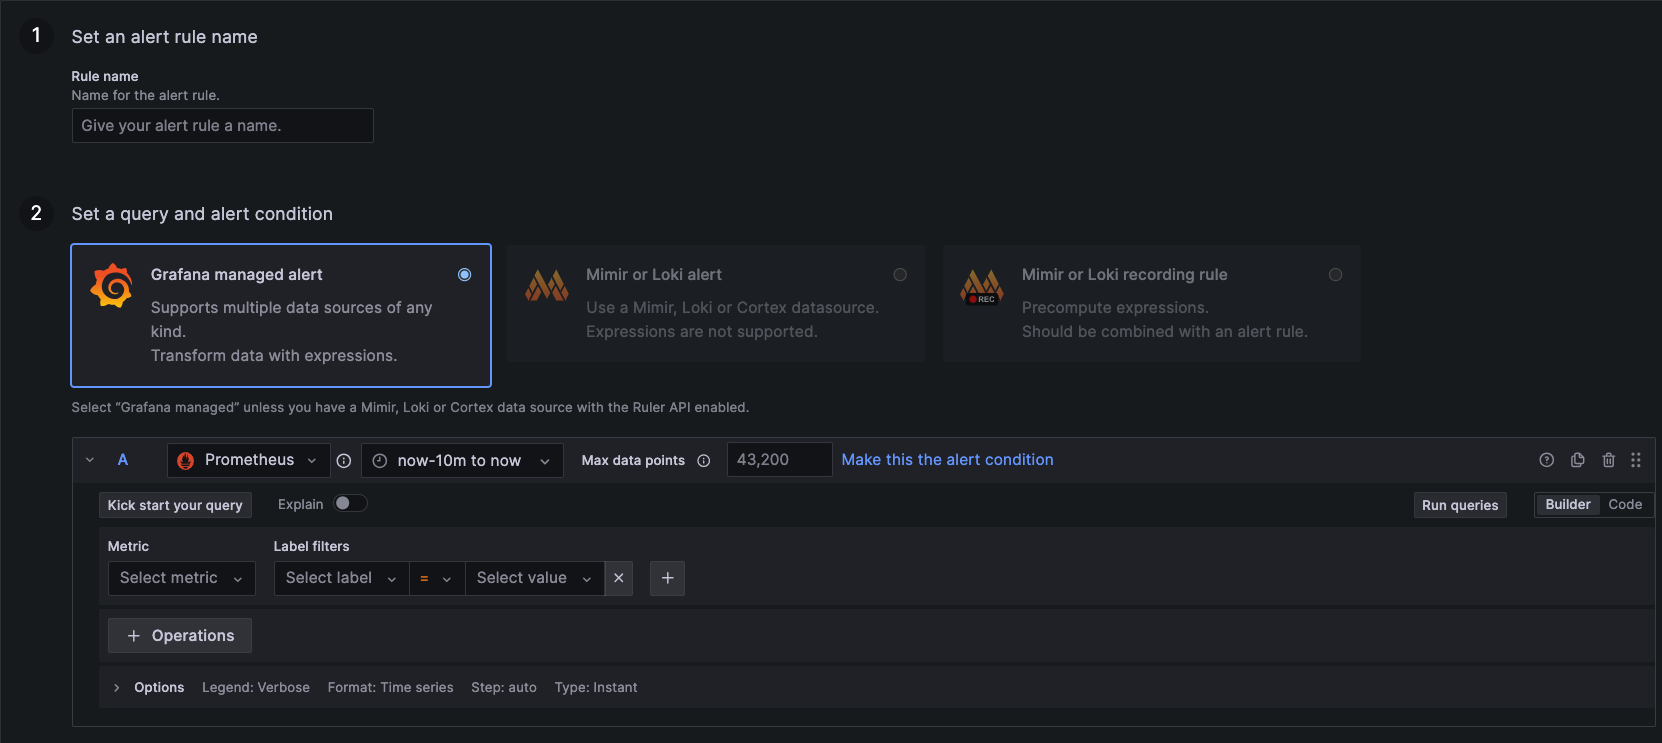 1 Set an alert rule name
Rule name
Name for the alert rule.
Give your alert rule a name.
2 Set a query and alert condition
Grafana managed alert
Supports multiple data sources of any
kind.
Transform data with expressions.
Mimir or Loki alert
Use a Mimir, Loki or Cortex datasource.
Expressions are not supported.
REC
Mimir or Loki recording rule
Precompute expressions.
Should be combined with an alert rule.
Select “Grafana managed” unless you have a Mimir, Loki or Cortex data source with the Ruler API enabled.
A Prometheus now-10m to now Max data points 43,200 Make this the alert condition
Kick start your query Explain Run queries Builder Code
Metric Label filters
Select metric Select label = Select value
+ Operations
Options Legend: Verbose Format: Time series Step: auto Type: Instant